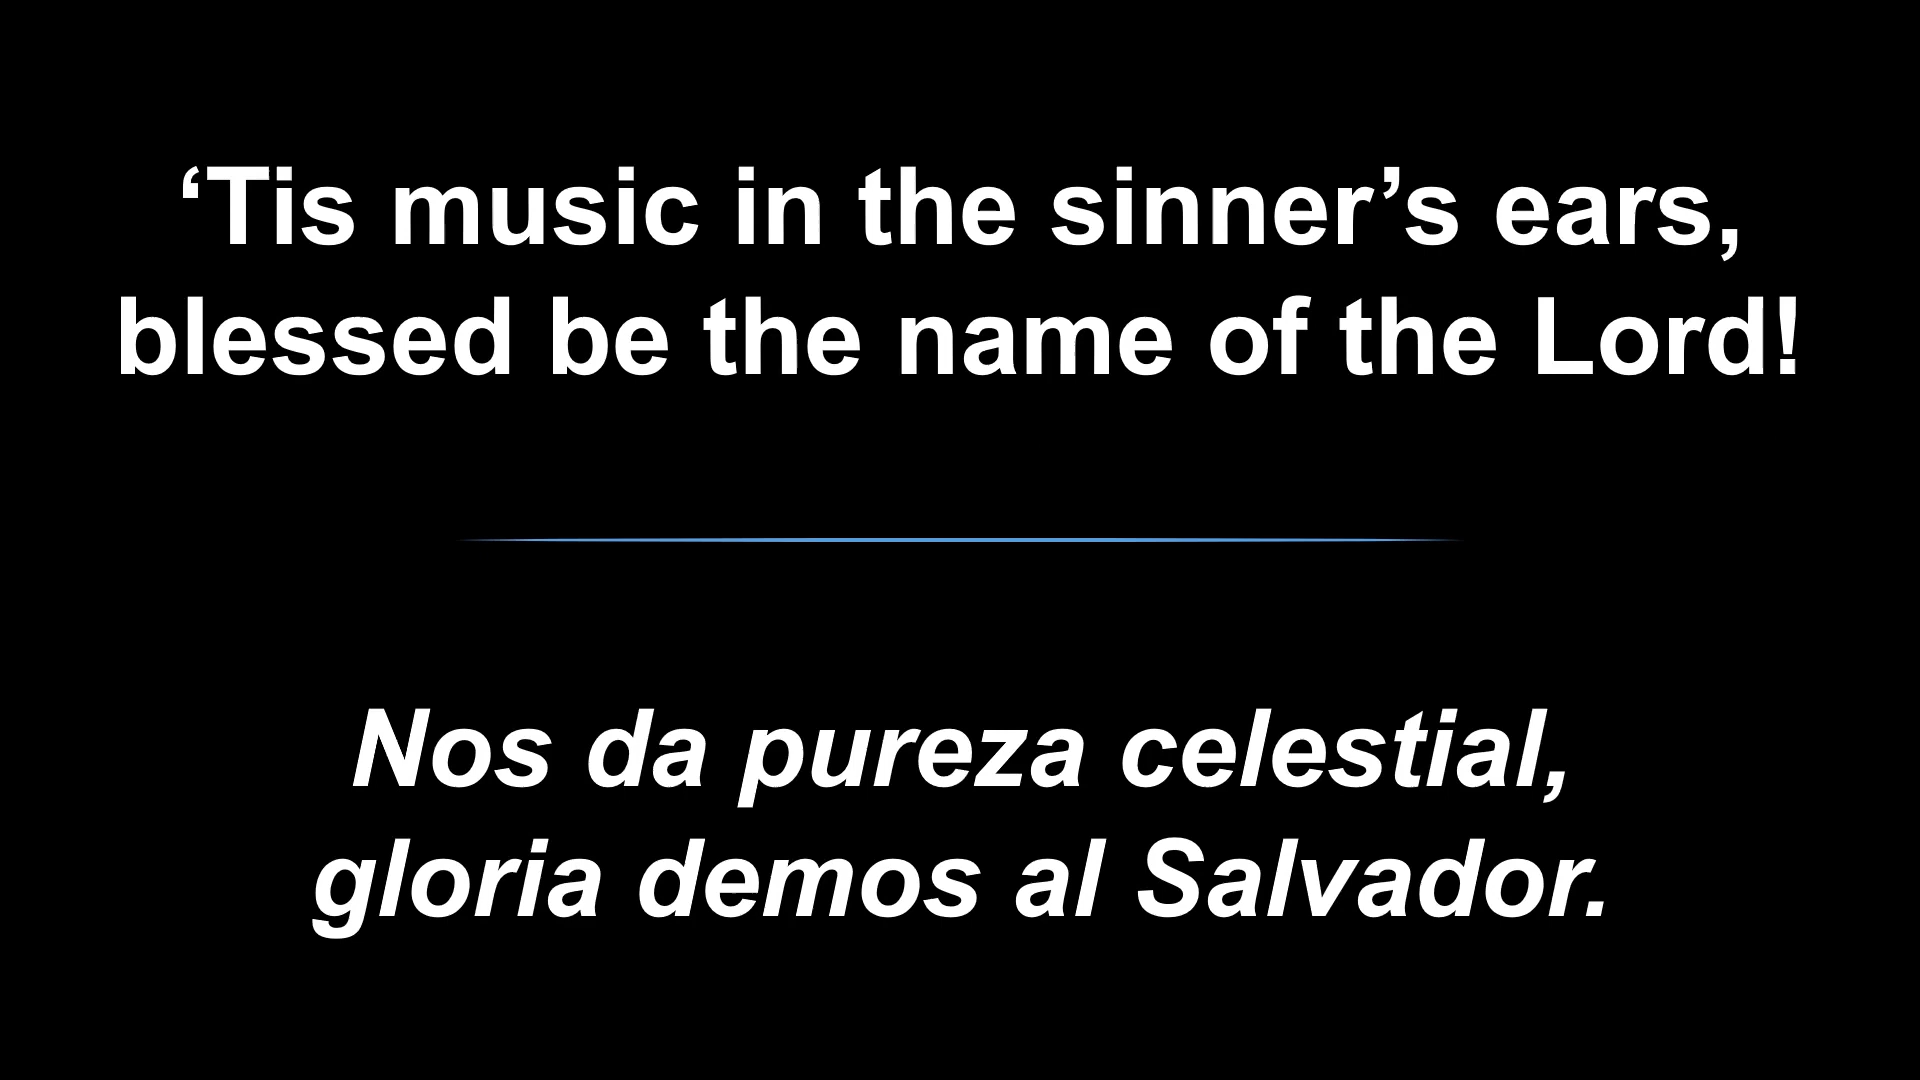 ‘Tis music in the sinner’s ears,
blessed be the name of the Lord!
Nos da pureza celestial,
gloria demos al Salvador.